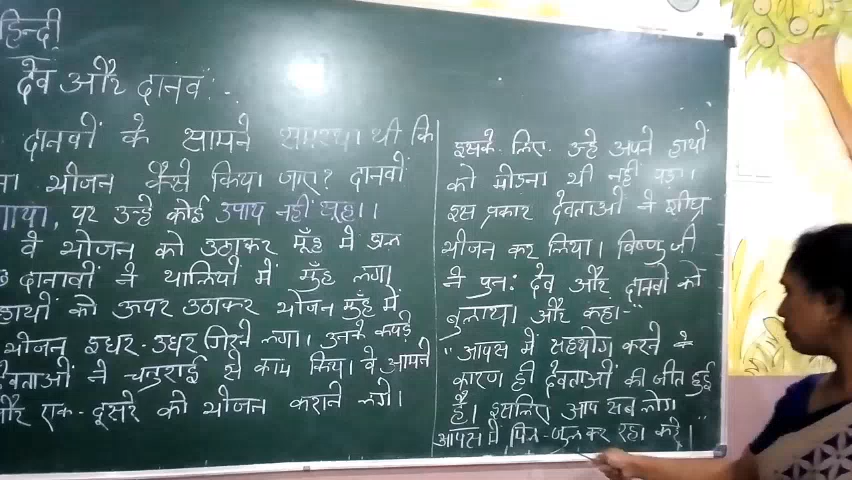 हिन्दी
देव और दानव :-
दानवों के सामने समस्या थी कि
ना भोजन कैसे किया जाए? दानवों
गाया, पर उन्हे कोई उपाय नहीं सूझा।
वे भोजन को उठाकर मुँह में डाल
दानावों ने थालियों में मुँह लगा
हाथों को ऊपर उठाकर भोजन मुँह में
भोजन इधर-उधर गिरने लगा। उनके कपड़े
देवताओं ने चतुराई से काम किया। वे आमने
और एक-दूसरे को भोजन कराने लगे।
इसके लिए उन्हे अपने हाथों
को मोडना भी नहीं पड़ा।
इस प्रकार देवताओं ने शीघ्र
भोजन कर लिया। विष्णु जी
ने पुन: देव और दानवों को
बुलाया और कहा-
"आपस में सहयोग करने के
कारण ही देवताओं की जीत हुई
है। इसलिए आप सब लोग
आपस में मिल-जुल कर रहा करें।"